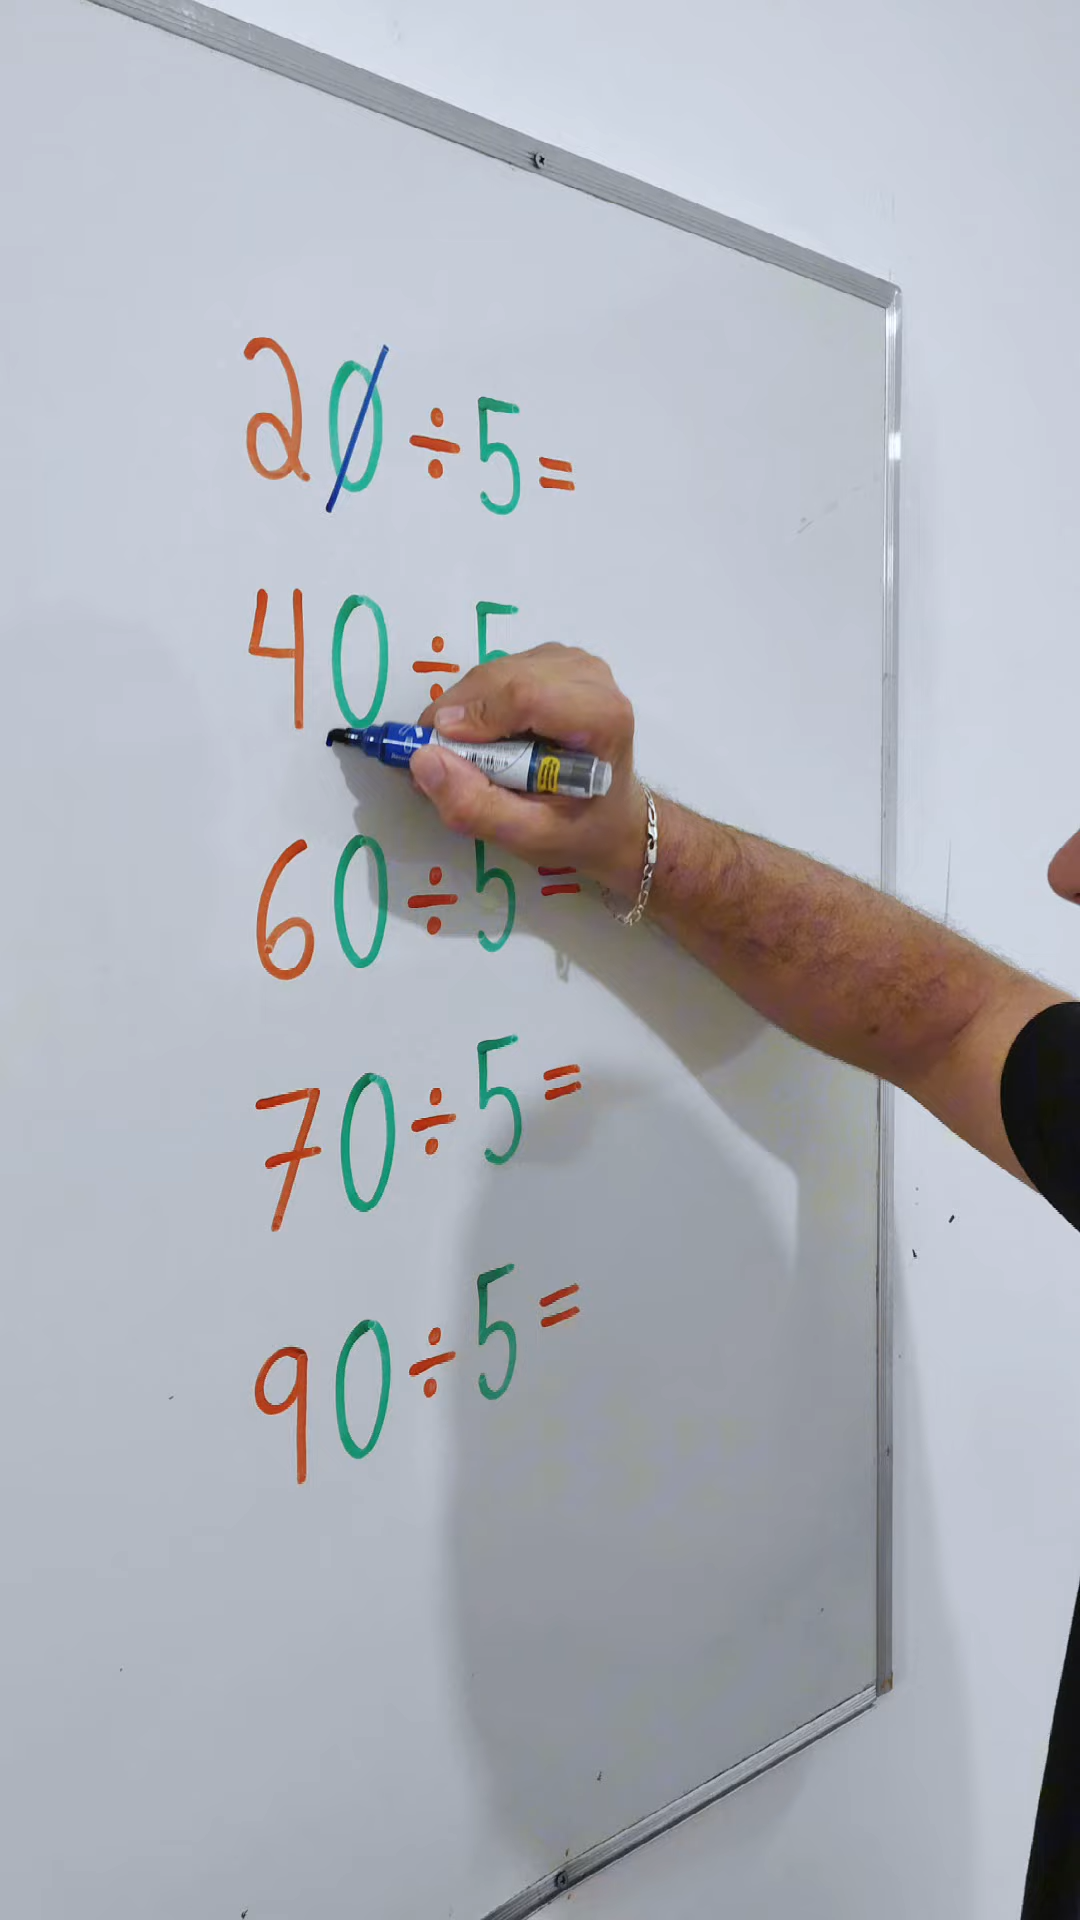 20 ÷ 5 =
40 ÷ 5
60 ÷ 5 =
70 ÷ 5 =
90 ÷ 5 =